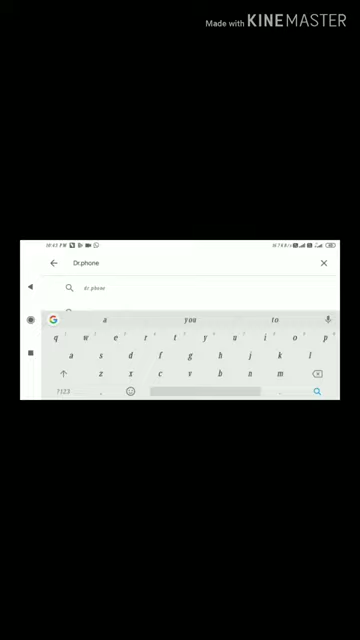 Made with KINEMASTER
Dr.phone
dr phone
a you to
q w e r t y u i o p
a s d f g h j k l
z x c v b n m
?123 , .